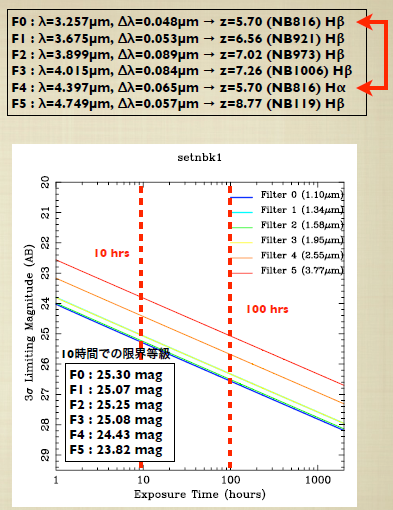 F0 : λ=3.257μm, Δλ=0.048μm → z=5.70 (NB816) Hβ
F1 : λ=3.675μm, Δλ=0.053μm → z=6.56 (NB921) Hβ
F2 : λ=3.899μm, Δλ=0.089μm → z=7.02 (NB973) Hβ
F3 : λ=4.015μm, Δλ=0.084μm → z=7.26 (NB1006) Hβ
F4 : λ=4.397μm, Δλ=0.065μm → z=5.70 (NB816) Hα
F5 : λ=4.749μm, Δλ=0.057μm → z=8.77 (NB119) Hβ
setnbk1
3σ Limiting Magnitude (AB)
20
21
22
23
24
25
26
27
28
29
Filter 0 (1.10μm)
Filter 1 (1.34μm)
Filter 2 (1.58μm)
Filter 3 (1.95μm)
Filter 4 (2.55μm)
Filter 5 (3.77μm)
10 hrs
100 hrs
10時間での限界等級
F0 : 25.30 mag
F1 : 25.07 mag
F2 : 25.25 mag
F3 : 25.08 mag
F4 : 24.43 mag
F5 : 23.82 mag
1 10 100 1000
Exposure Time (hours)